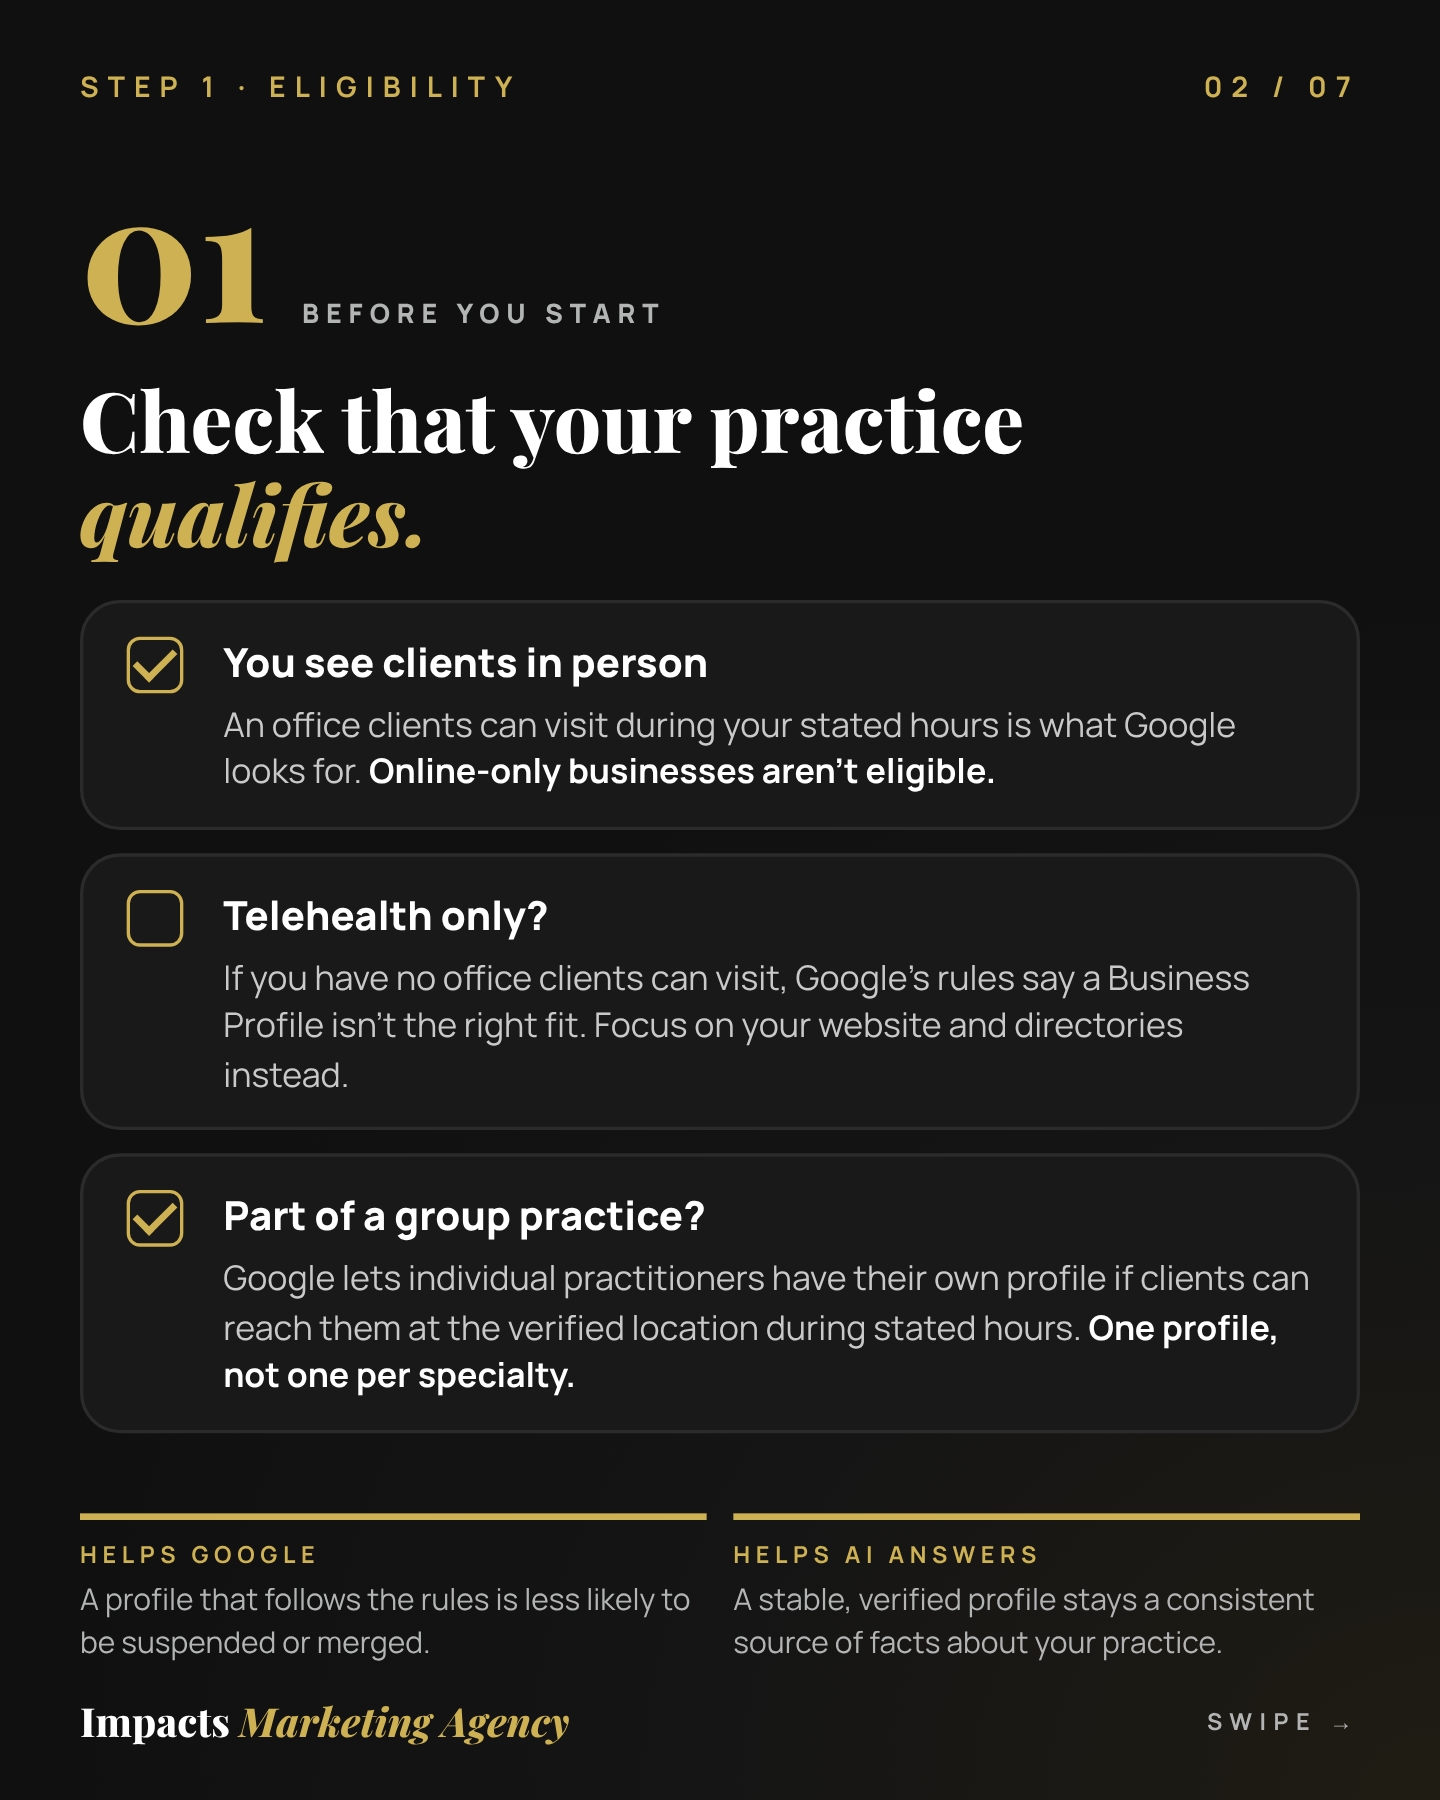 STEP 1 · ELIGIBILITY
02 / 07
01 BEFORE YOU START
Check that your practice
qualifies.
You see clients in person
An office clients can visit during your stated hours is what Google
looks for. Online-only businesses aren’t eligible.
Telehealth only?
If you have no office clients can visit, Google’s rules say a Business
Profile isn’t the right fit. Focus on your website and directories
instead.
Part of a group practice?
Google lets individual practitioners have their own profile if clients can
reach them at the verified location during stated hours. One profile,
not one per specialty.
HELPS GOOGLE
A profile that follows the rules is less likely to
be suspended or merged.
HELPS AI ANSWERS
A stable, verified profile stays a consistent
source of facts about your practice.
Impacts Marketing Agency
SWIPE →